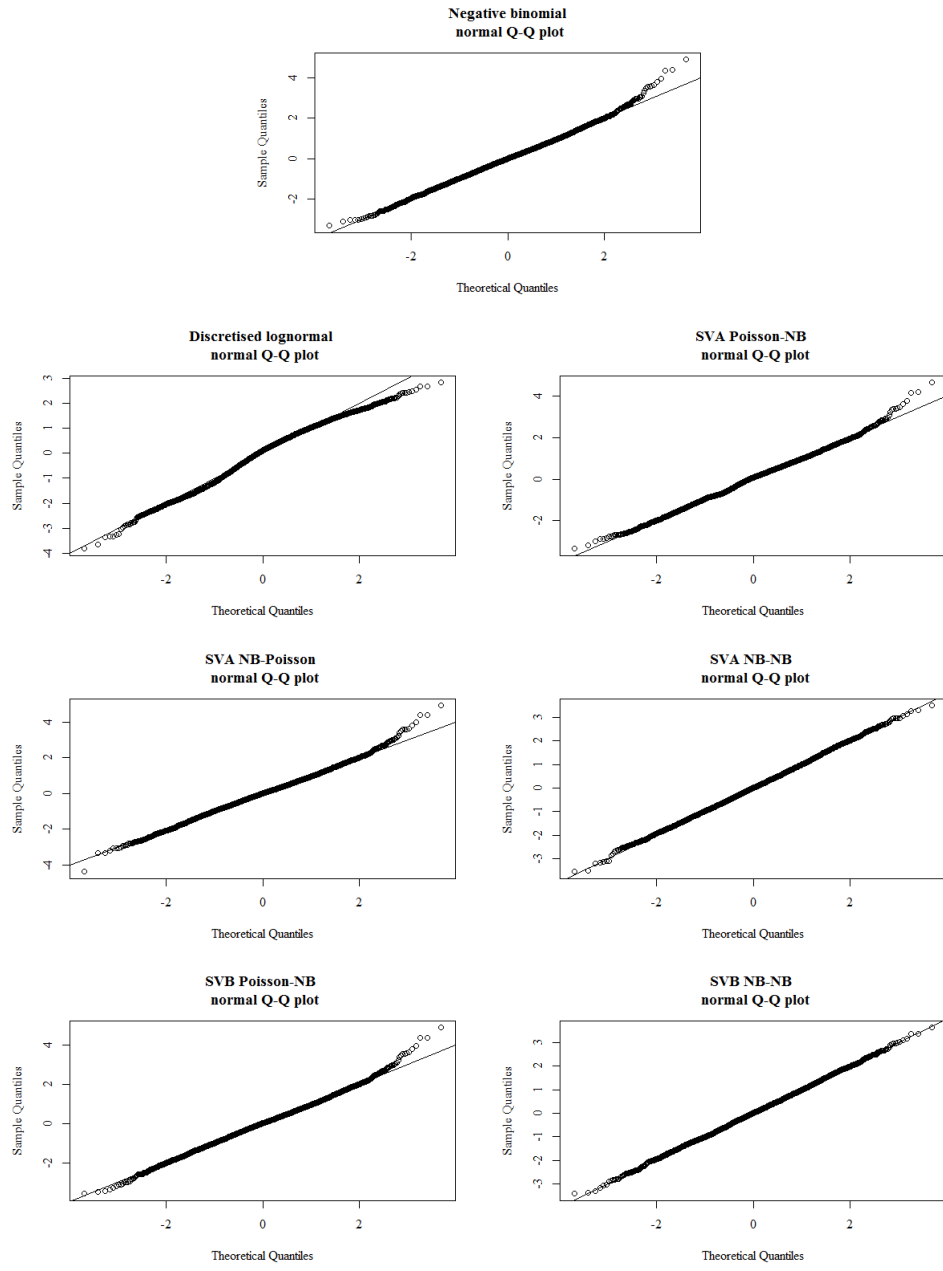 Negative binomial
normal Q-Q plot
Sample Quantiles
4
2
0
-2
-2
0
2
Theoretical Quantiles
Discretised lognormal
normal Q-Q plot
Sample Quantiles
3
2
1
0
-1
-2
-3
-4
-2
0
2
Theoretical Quantiles
SVA Poisson-NB
normal Q-Q plot
Sample Quantiles
4
2
0
-2
-2
0
2
Theoretical Quantiles
SVA NB-Poisson
normal Q-Q plot
Sample Quantiles
4
2
0
-2
-4
-2
0
2
Theoretical Quantiles
SVA NB-NB
normal Q-Q plot
Sample Quantiles
3
2
1
0
-1
-2
-3
-2
0
2
Theoretical Quantiles
SVB Poisson-NB
normal Q-Q plot
Sample Quantiles
4
2
0
-2
-2
0
2
Theoretical Quantiles
SVB NB-NB
normal Q-Q plot
Sample Quantiles
3
2
1
0
-1
-2
-3
-2
0
2
Theoretical Quantiles